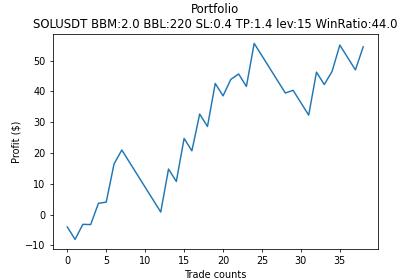 Portfolio
SOLUSDT BBM:2.0 BBL:220 SL:0.4 TP:1.4 lev:15 WinRatio:44.0
60
50
40
30
20
10
0
−10
Profit ($)
0 5 10 15 20 25 30 35
Trade counts